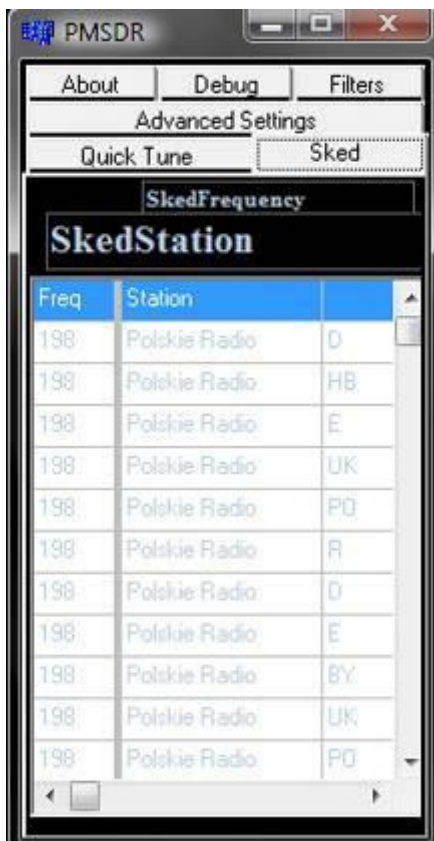 PMSDR
About Debug Filters
Advanced Settings
Quick Tune Sked
SkedFrequency
SkedStation
Freq Station
198 Polskie Radio D
198 Polskie Radio HB
198 Polskie Radio E
198 Polskie Radio UK
198 Polskie Radio PO
198 Polskie Radio R
198 Polskie Radio D
198 Polskie Radio E
198 Polskie Radio BY
198 Polskie Radio UK
198 Polskie Radio PO